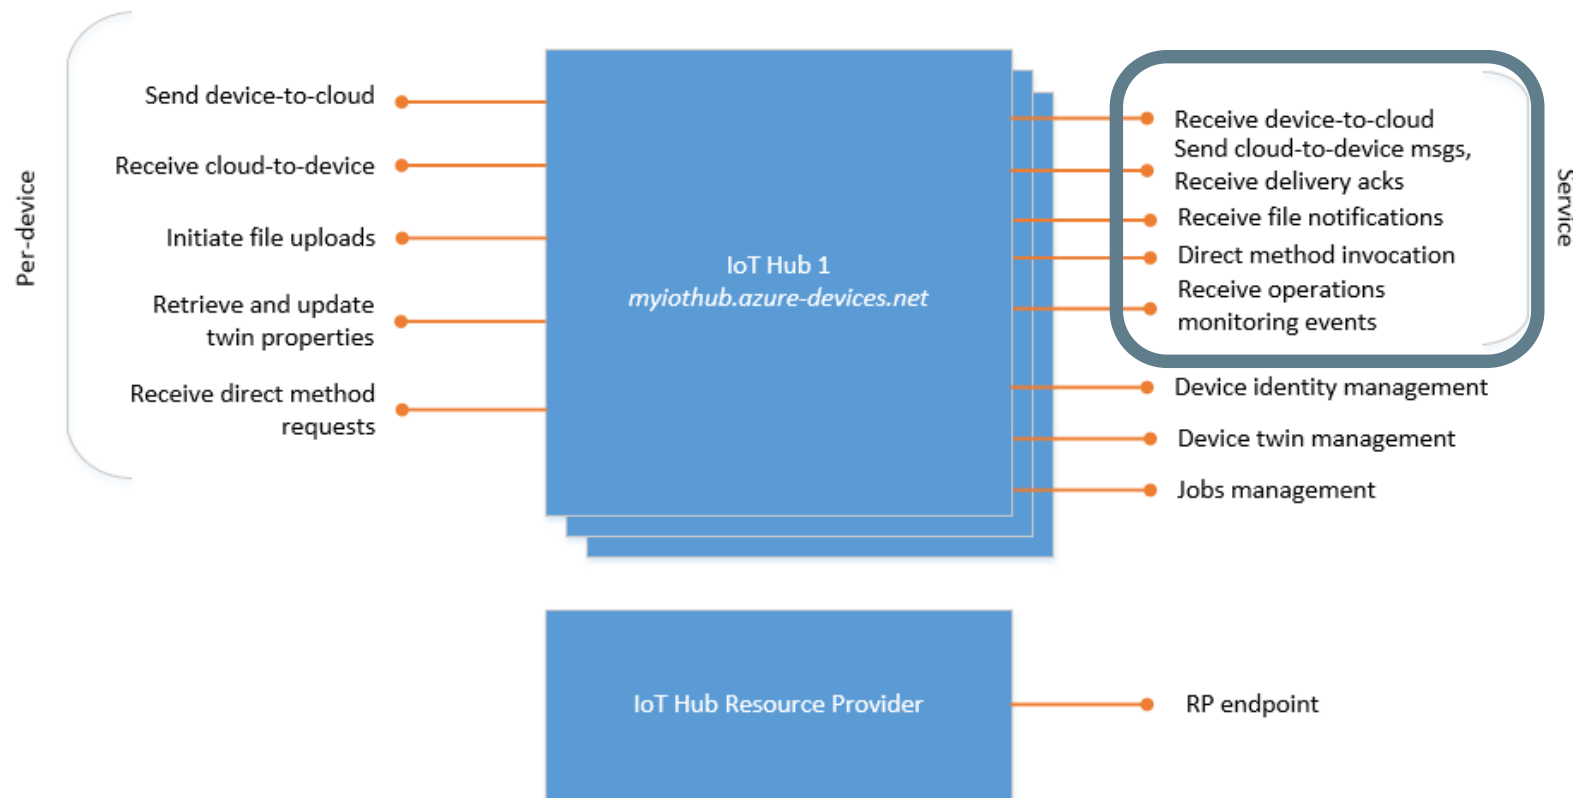 Per-device
Send device-to-cloud
Receive cloud-to-device
Initiate file uploads
Retrieve and update
twin properties
Receive direct method
requests
IoT Hub 1
myiothub.azure-devices.net
Receive device-to-cloud
Send cloud-to-device msgs,
Receive delivery acks
Receive file notifications
Direct method invocation
Receive operations
monitoring events
Service
Device identity management
Device twin management
Jobs management
IoT Hub Resource Provider
RP endpoint